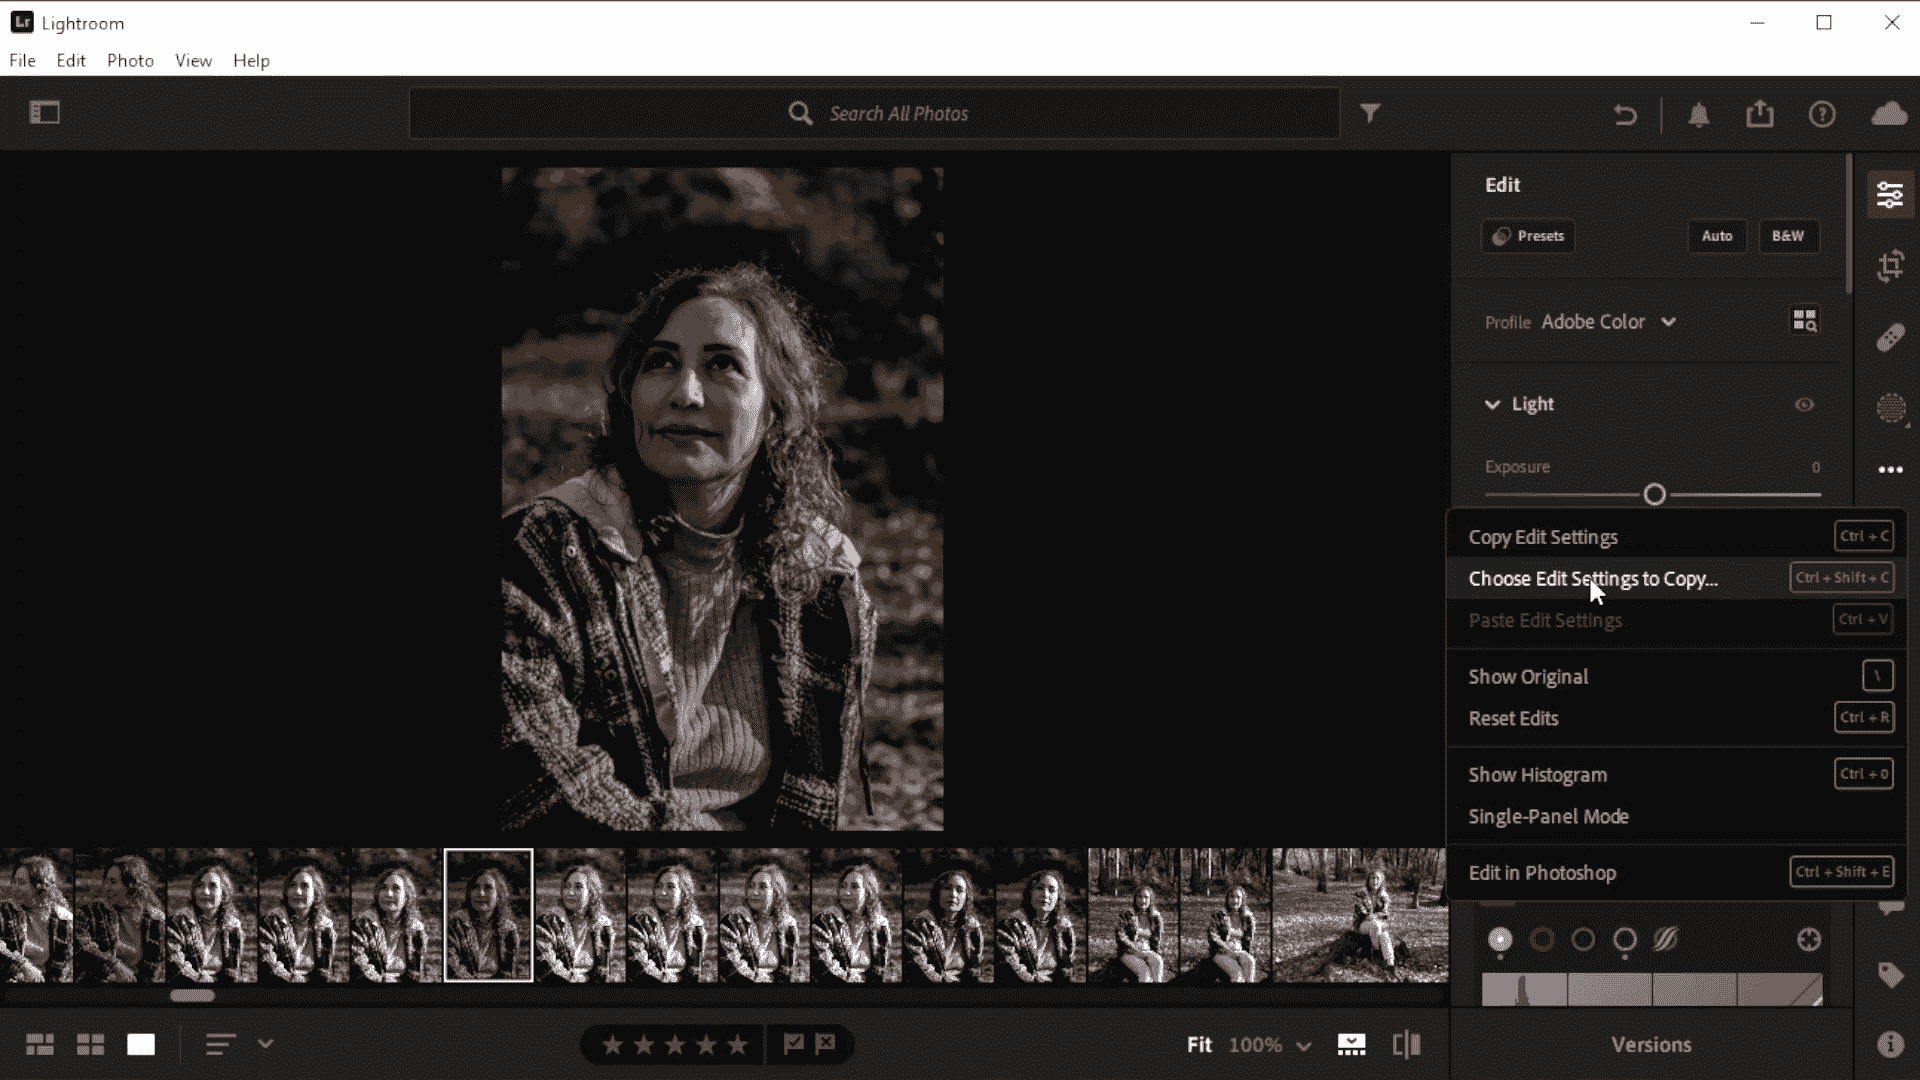 Lr Lightroom
File Edit Photo View Help
Search All Photos
Edit
Presets Auto B&W
Profile Adobe Color
Light
Exposure 0
Copy Edit Settings Ctrl + C
Choose Edit Settings to Copy... Ctrl + Shift + C
Paste Edit Settings Ctrl + V
Show Original \
Reset Edits Ctrl + R
Show Histogram Ctrl + 0
Single-Panel Mode
Edit in Photoshop Ctrl + Shift + E
Fit 100% Versions